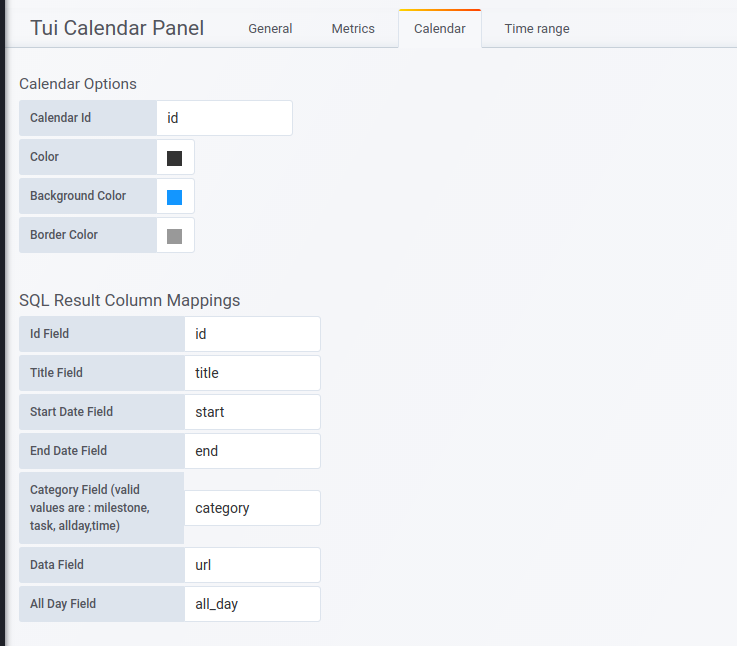 Tui Calendar Panel General Metrics Calendar Time range
Calendar Options
Calendar Id id
Color
Background Color
Border Color
SQL Result Column Mappings
Id Field id
Title Field title
Start Date Field start
End Date Field end
Category Field (valid
values are : milestone,
task, allday,time)
category
Data Field url
All Day Field all_day